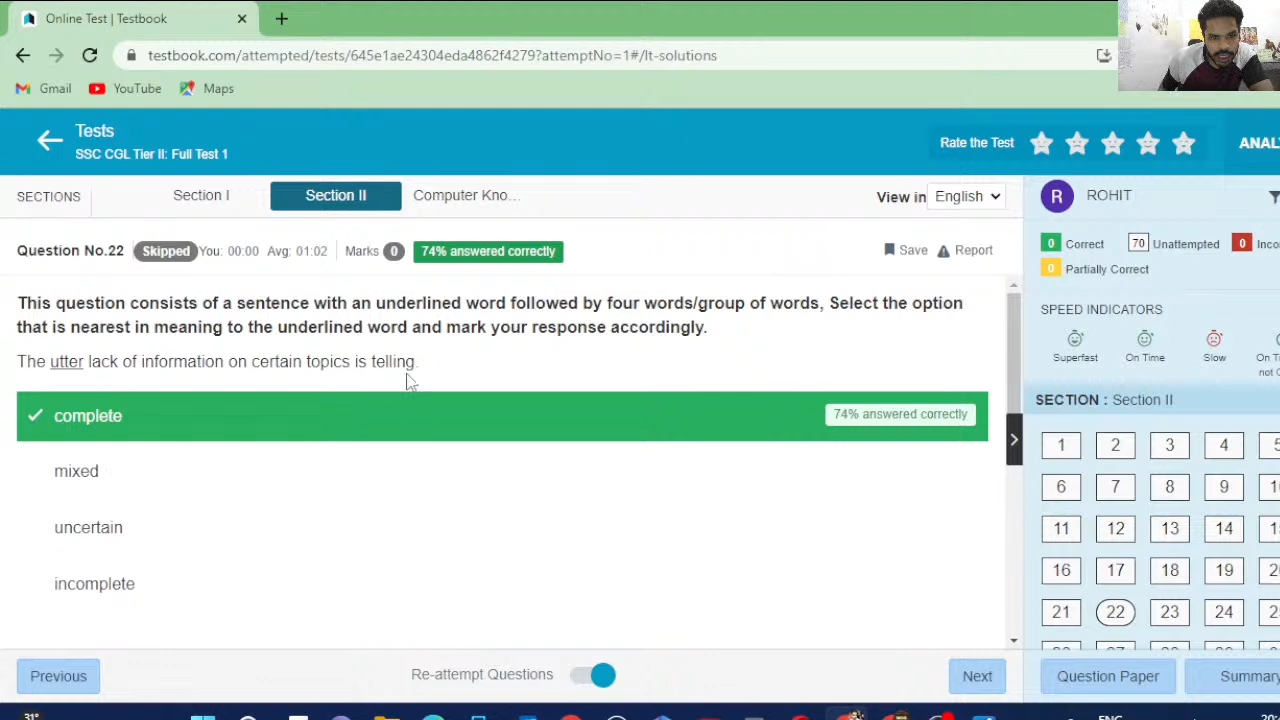 Online Test | Testbook
testbook.com/attempted/tests/645e1ae24304eda4862f4279?attemptNo=1#/lt-solutions
Gmail YouTube Maps
Tests
SSC CGL Tier II: Full Test 1
Rate the Test
SECTIONS Section I Section II Computer Kno...
View in English
ROHIT
R
Question No.22 Skipped You: 00:00 Avg: 01:02 Marks 0 74% answered correctly Save Report
0 Correct 70 Unattempted 0
0 Partially Correct
This question consists of a sentence with an underlined word followed by four words/group of words, Select the option
that is nearest in meaning to the underlined word and mark your response accordingly.
The utter lack of information on certain topics is telling.
complete 74% answered correctly
mixed
uncertain
incomplete
SPEED INDICATORS
Superfast On Time Slow
SECTION : Section II
1 2 3 4
6 7 8 9
11 12 13 14
16 17 18 19
21 22 23 24
Previous Re-attempt Questions Next
Question Paper Summary
31° ENG